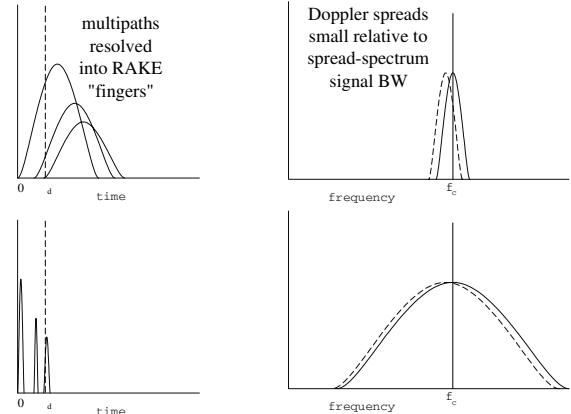 multipaths
resolved
into RAKE
"fingers"
0
d
time
Doppler spreads
small relative to
spread-spectrum
signal BW
f c
frequency
0
d
time
f c
frequency